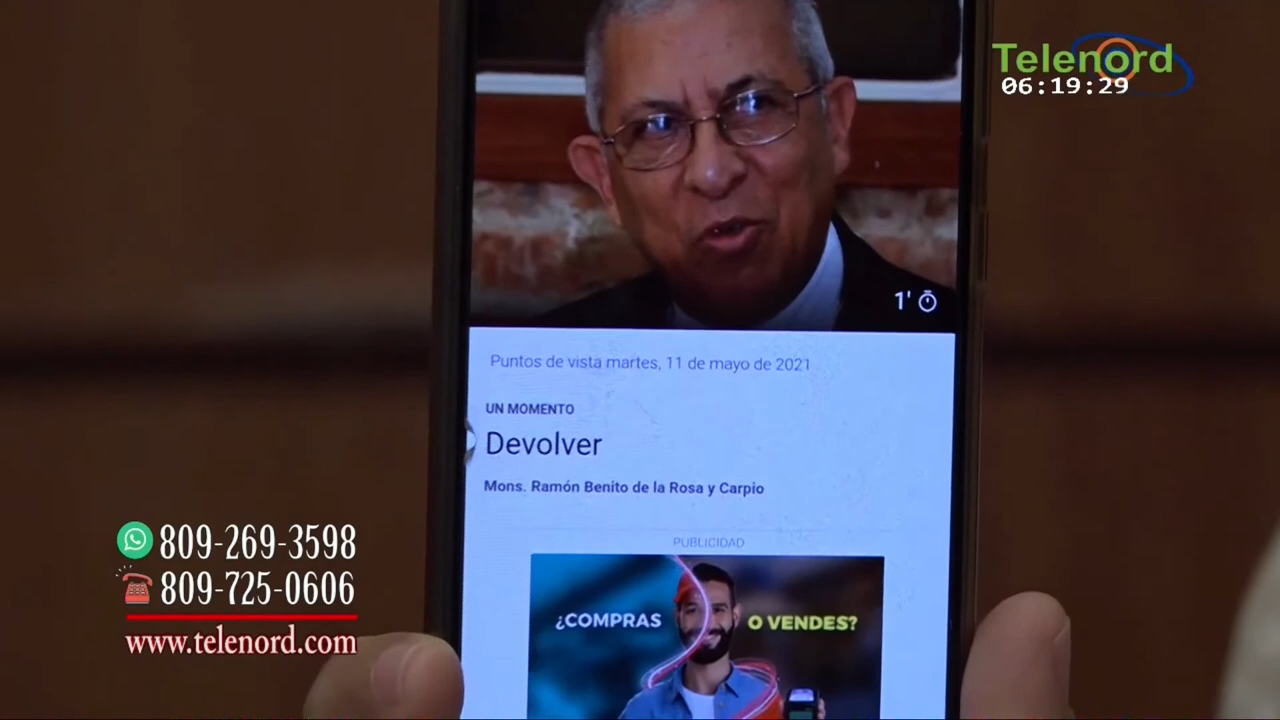 Telenord
06:19:29
1'
Puntos de vista martes, 11 de mayo de 2021
UN MOMENTO
Devolver
Mons. Ramón Benito de la Rosa y Carpio
PUBLICIDAD
¿COMPRAS O VENDES?
809-269-3598
809-725-0606
www.telenord.com